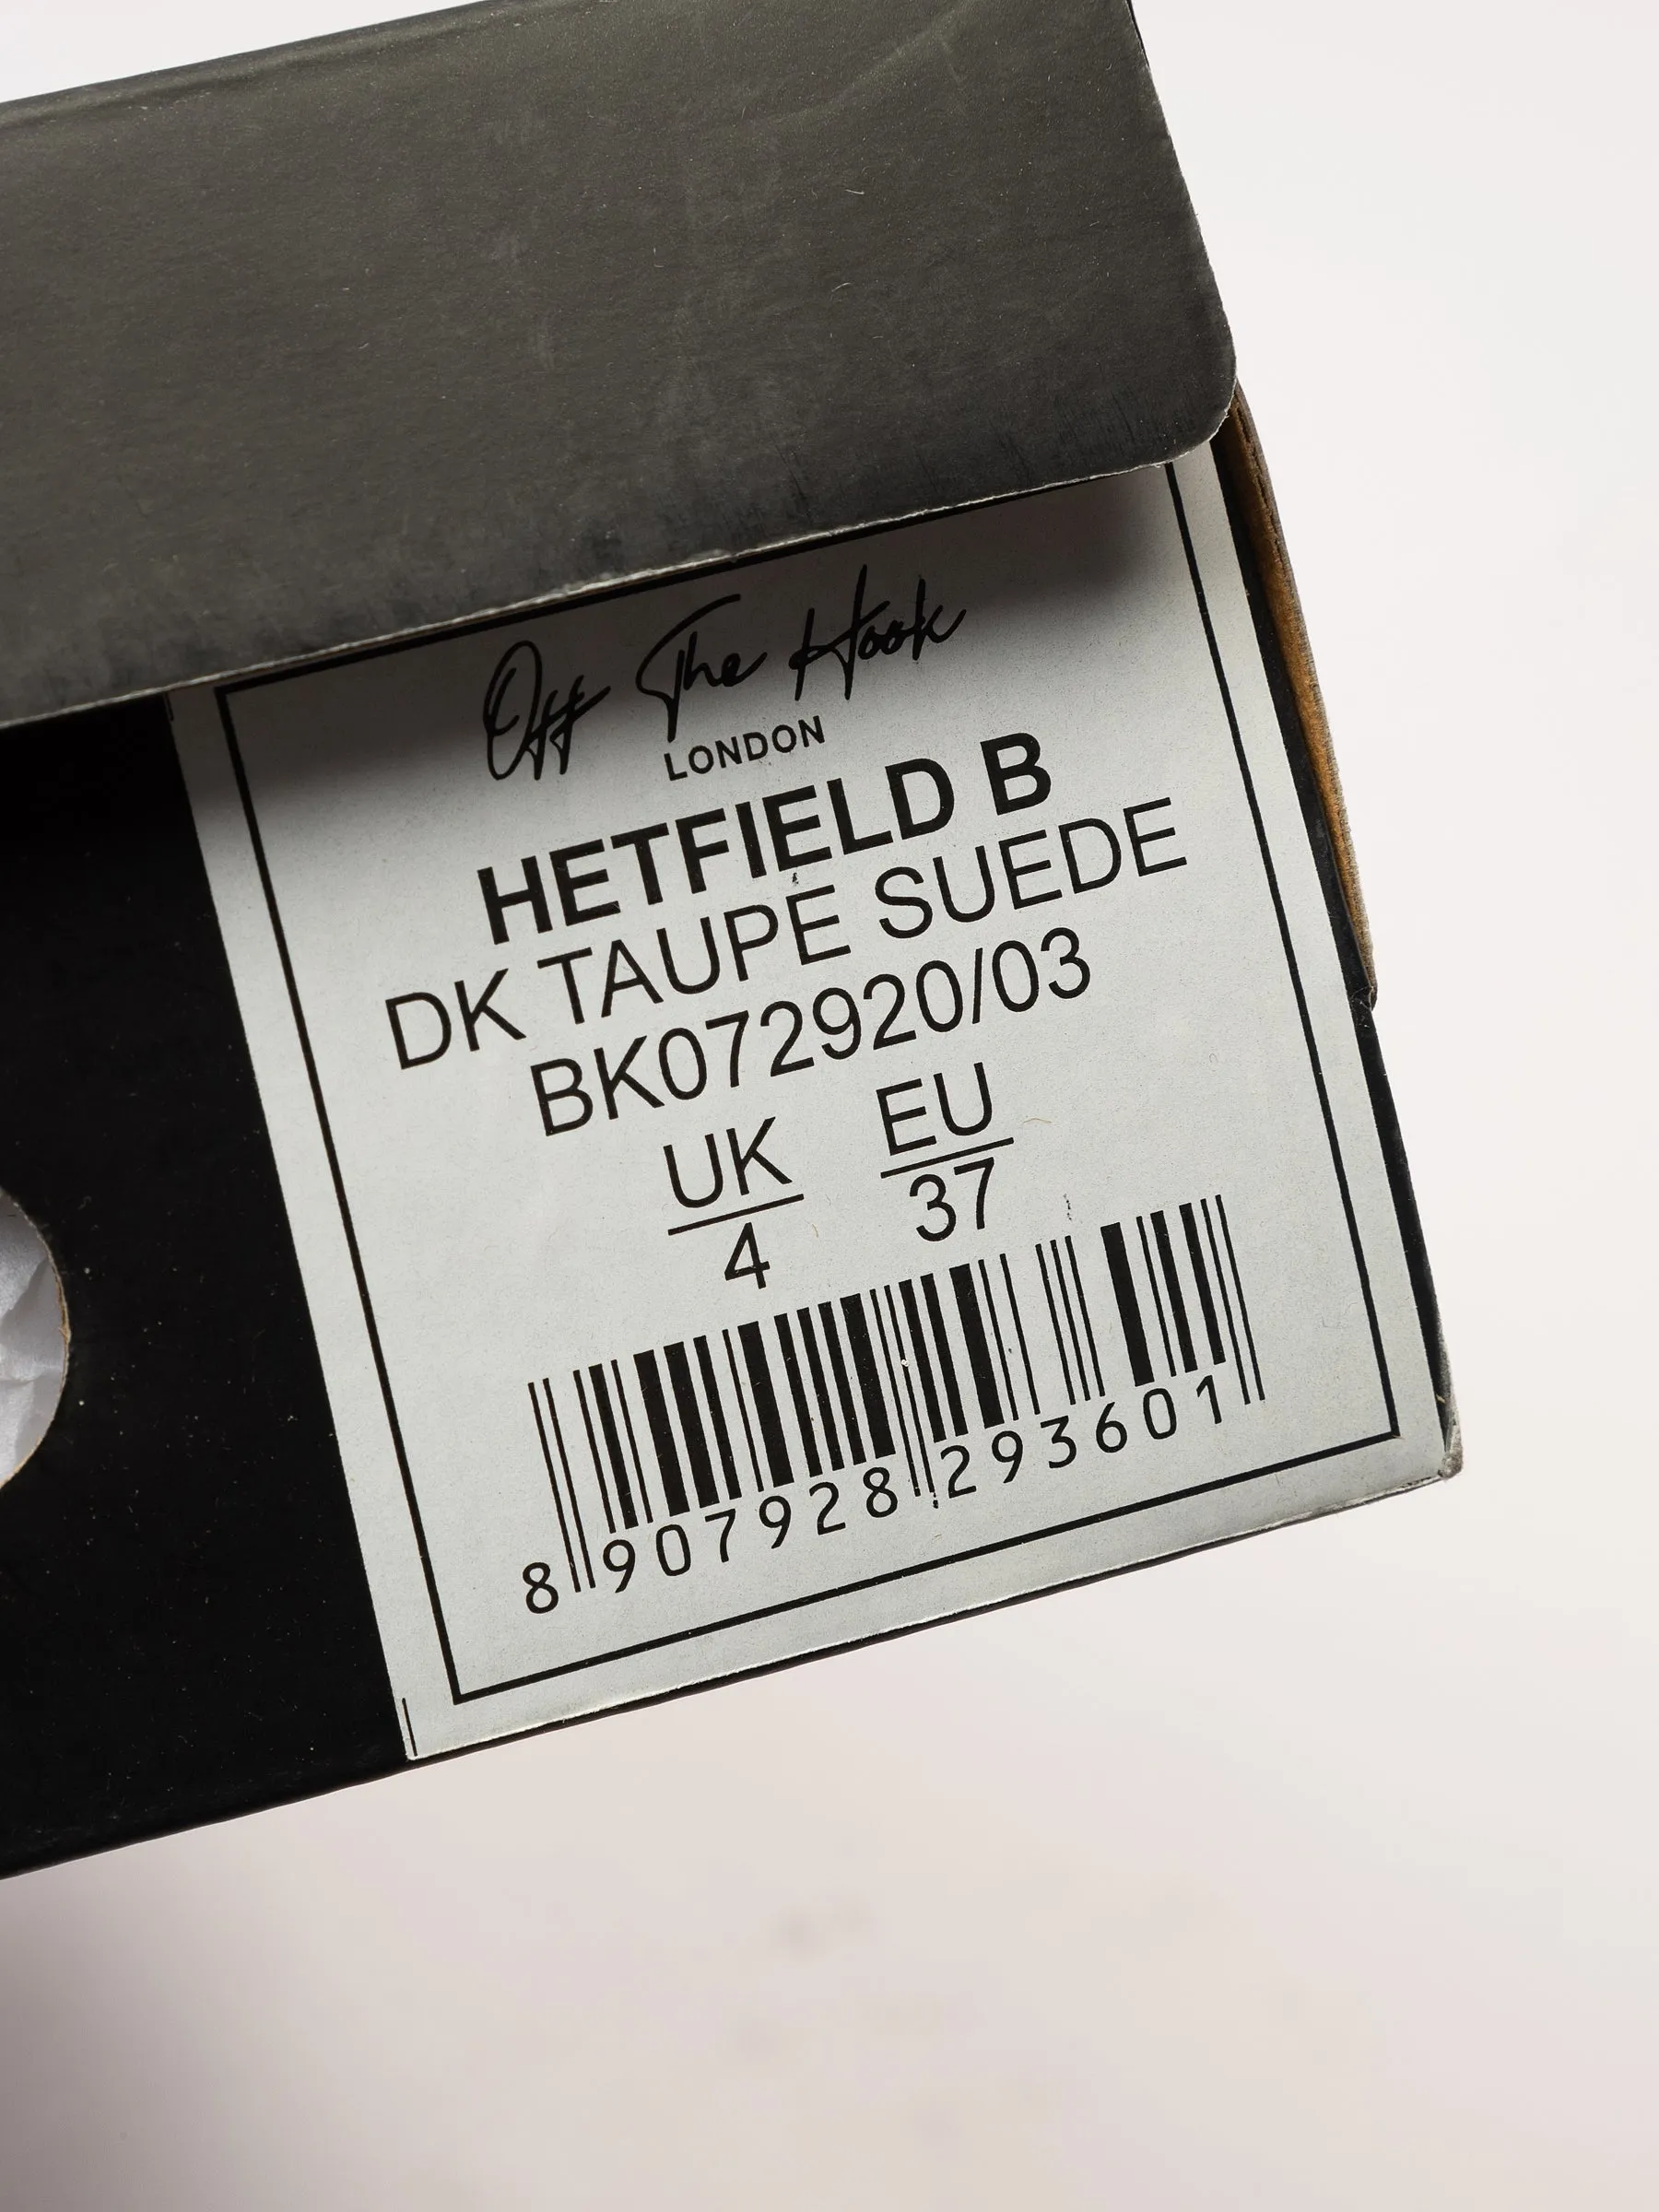 Off The Hook
LONDON
HETFIELD B
DK TAUPE SUEDE
BK072920/03
UK EU
4 37
8 907928 293601